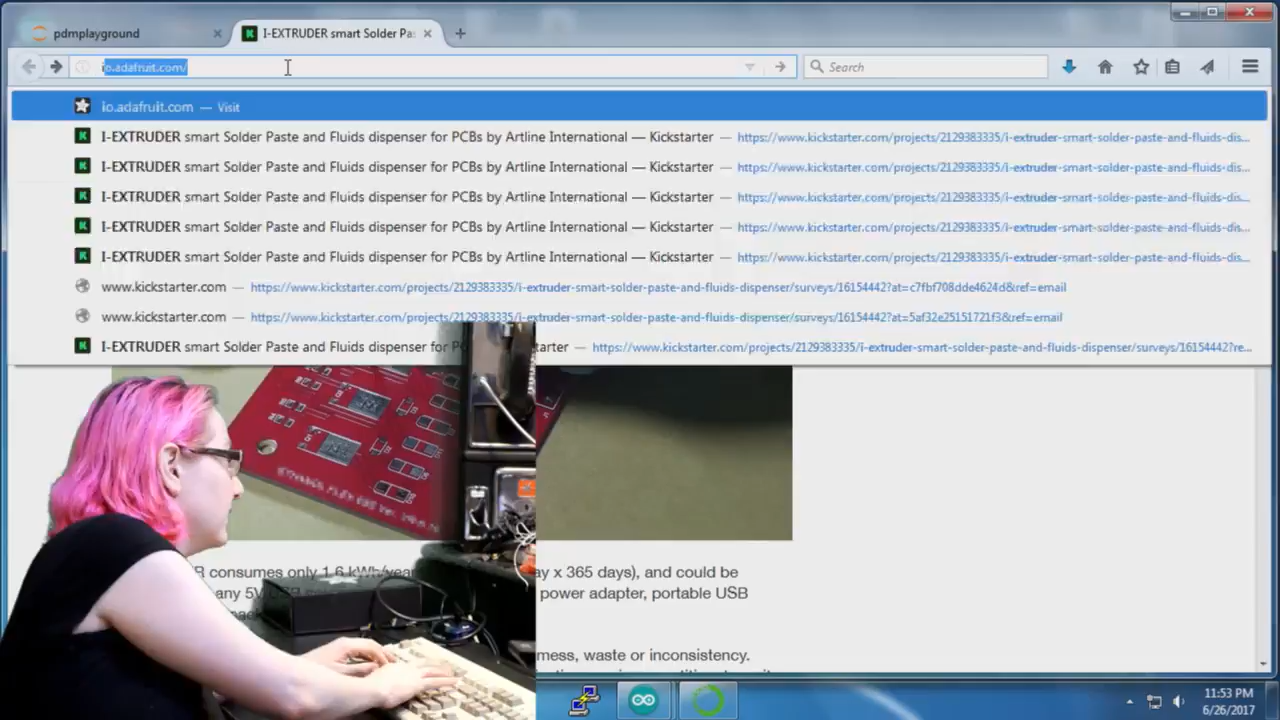 pdmplayground
I-EXTRUDER smart Solder Pa
io.adafruit.com/
Search
io.adafruit.com — Visit
I-EXTRUDER smart Solder Paste and Fluids dispenser for PCBs by Artline International — Kickstarter — https://www.kickstarter.com/projects/2129383335/i-extruder-smart-solder-paste-and-fluids-dis...
I-EXTRUDER smart Solder Paste and Fluids dispenser for PCBs by Artline International — Kickstarter — https://www.kickstarter.com/projects/2129383335/i-extruder-smart-solder-paste-and-fluids-dis...
I-EXTRUDER smart Solder Paste and Fluids dispenser for PCBs by Artline International — Kickstarter — https://www.kickstarter.com/projects/2129383335/i-extruder-smart-solder-paste-and-fluids-dis...
I-EXTRUDER smart Solder Paste and Fluids dispenser for PCBs by Artline International — Kickstarter — https://www.kickstarter.com/projects/2129383335/i-extruder-smart-solder-paste-and-fluids-dis...
I-EXTRUDER smart Solder Paste and Fluids dispenser for PCBs by Artline International — Kickstarter — https://www.kickstarter.com/projects/2129383335/i-extruder-smart-solder-paste-and-fluids-dis...
www.kickstarter.com — https://www.kickstarter.com/projects/2129383335/i-extruder-smart-solder-paste-and-fluids-dispenser/surveys/16154442?at=c7fbf708dde4624d&ref=email
www.kickstarter.com — https://www.kickstarter.com/projects/2129383335/i-extruder-smart-solder-paste-and-fluids-dispenser/surveys/16154442?at=5af32e25151721f3&ref=email
I-EXTRUDER smart Solder Paste and Fluids dispenser for P tarter — https://www.kickstarter.com/projects/2129383335/i-extruder-smart-solder-paste-and-fluids-dispenser/surveys/16154442?re...
R consumes only 1.6 kWh/year ay x 365 days), and could be
any 5V power adapter, portable USB
mess, waste or inconsistency.
11:53 PM
6/26/2017